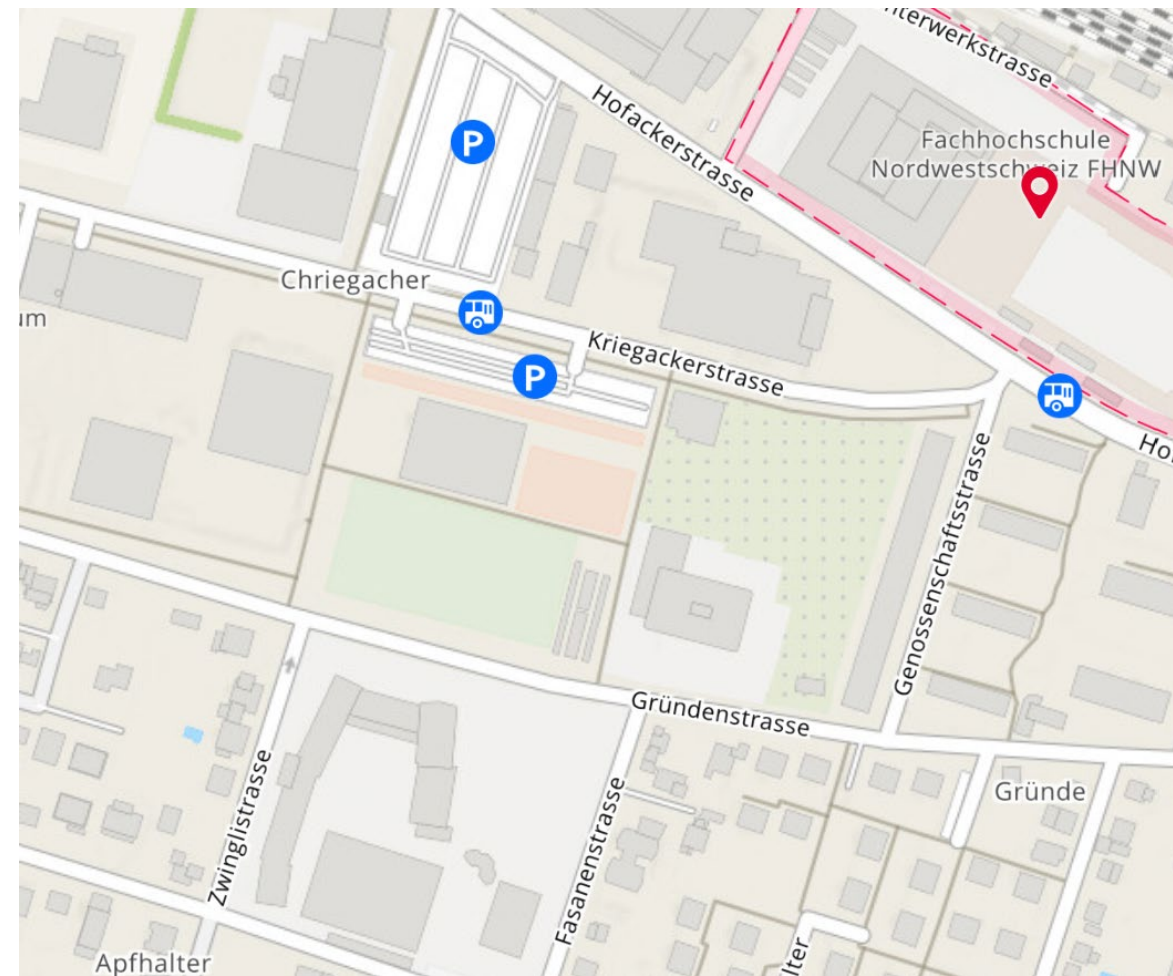 Hofackerstrasse
Fachhochschule
Nordwestschweiz FHNW
P
Chriegacher
Kriegackerstrasse
P
Genossenschaftsstrasse
Gründenstrasse
Zwinglistrasse
Fasanenstrasse
Gründe
Apfhalter